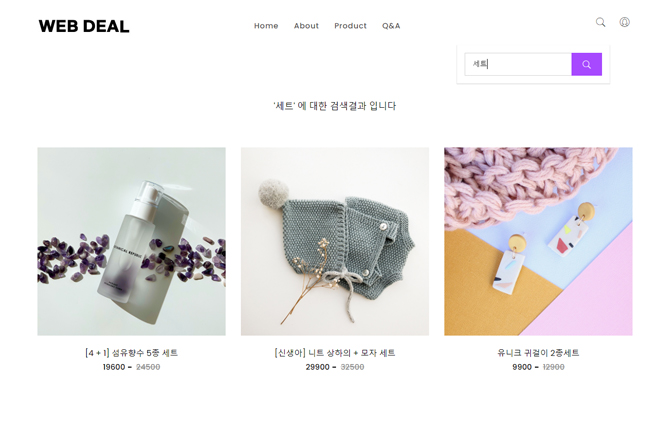 WEB DEAL
Home About Product Q&A
세트
'세트' 에 대한 검색결과 입니다
[4 + 1] 섬유향수 5종 세트
19600 ~ 24500
[신생아] 니트 상하의 + 모자 세트
29900 ~ 32500
유니크 귀걸이 2종세트
9900 ~ 12900